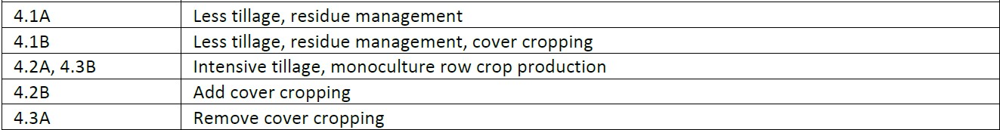 4.1A Less tillage, residue management
4.1B Less tillage, residue management, cover cropping
4.2A, 4.3B Intensive tillage, monoculture row crop production
4.2B Add cover cropping
4.3A Remove cover cropping